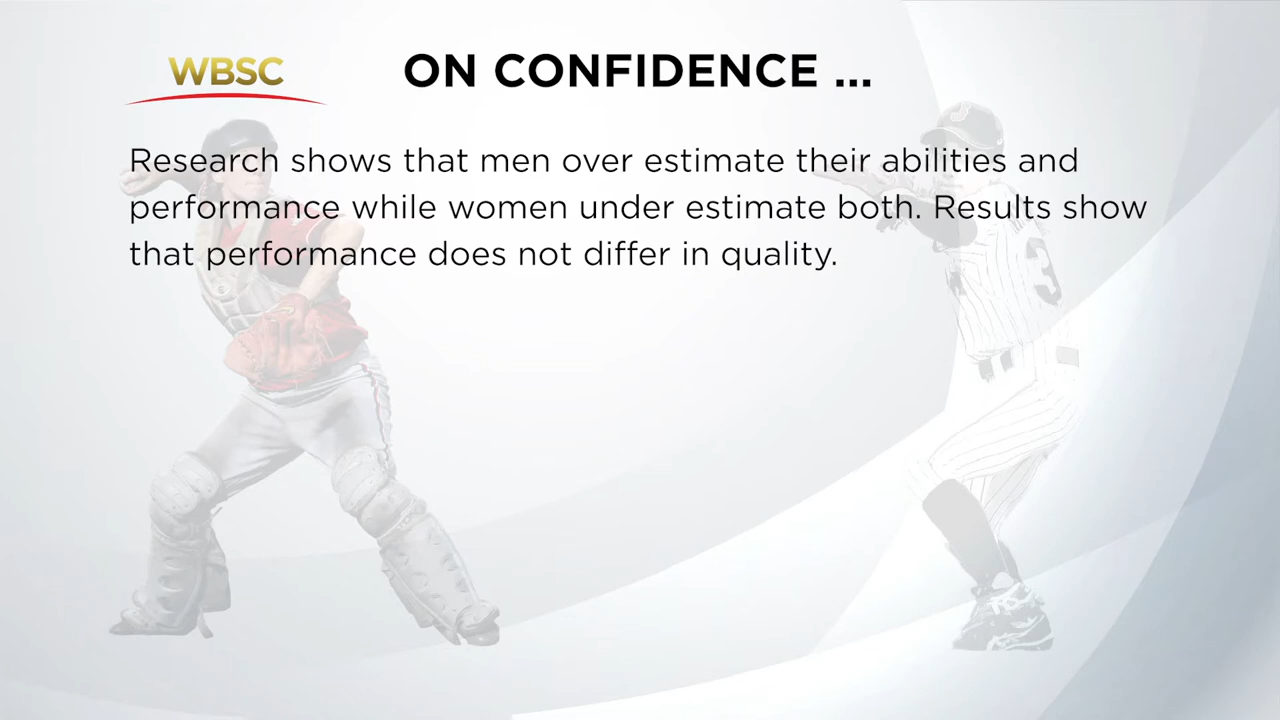 WBSC
ON CONFIDENCE ...
Research shows that men over estimate their abilities and
performance while women under estimate both. Results show
that performance does not differ in quality.
J
3